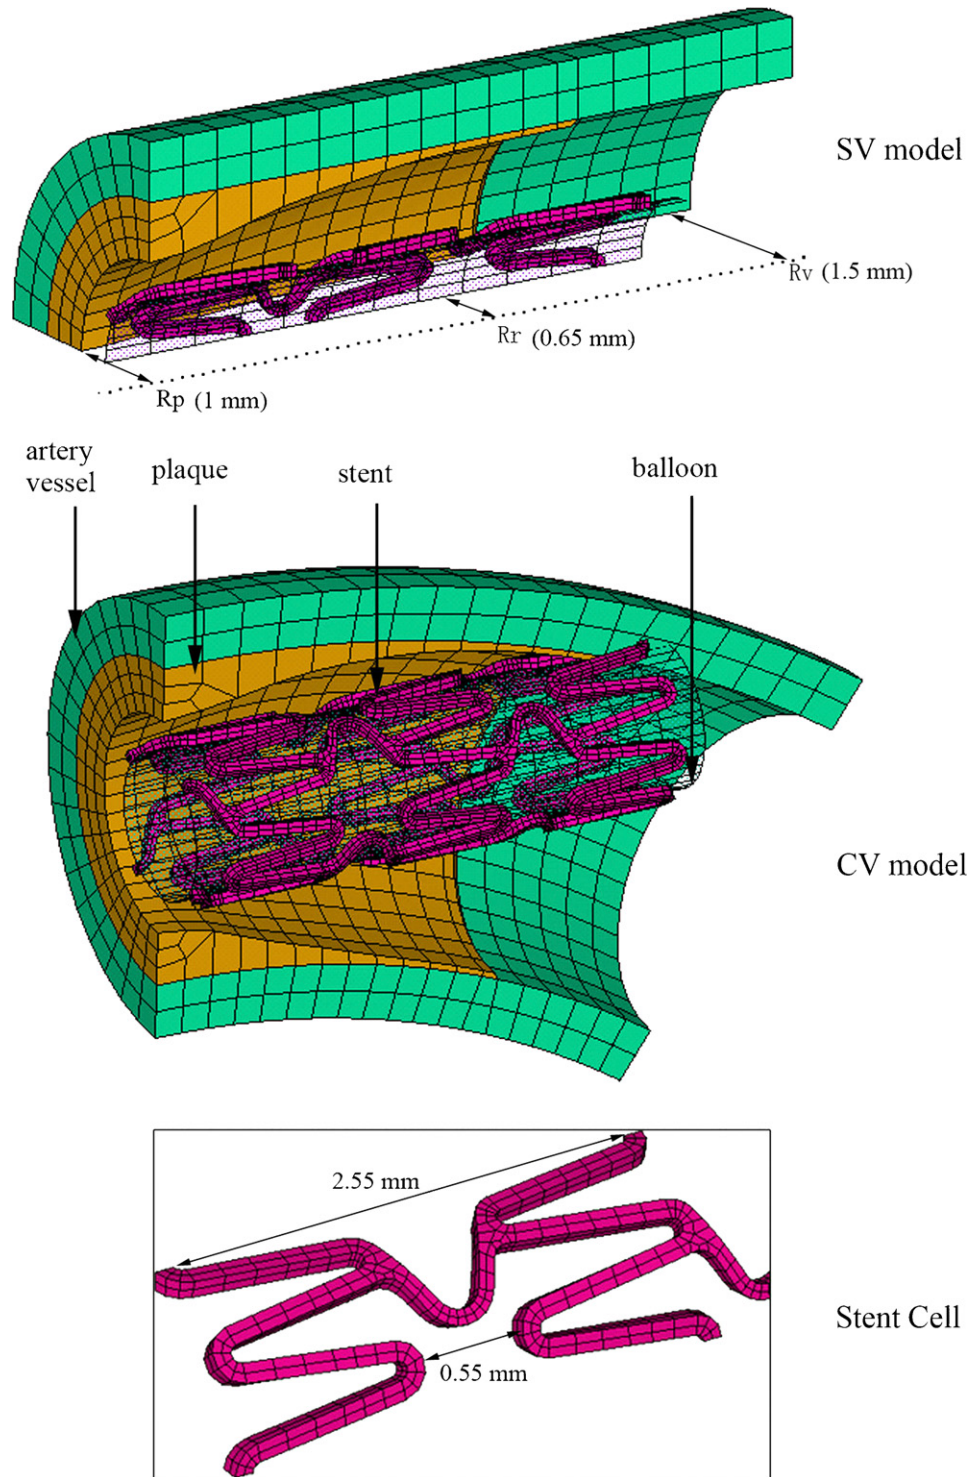 SV model
Rv (1.5 mm)
Rr (0.65 mm)
Rp (1 mm)
artery
vessel
plaque
stent
balloon
CV model
2.55 mm
0.55 mm
Stent Cell